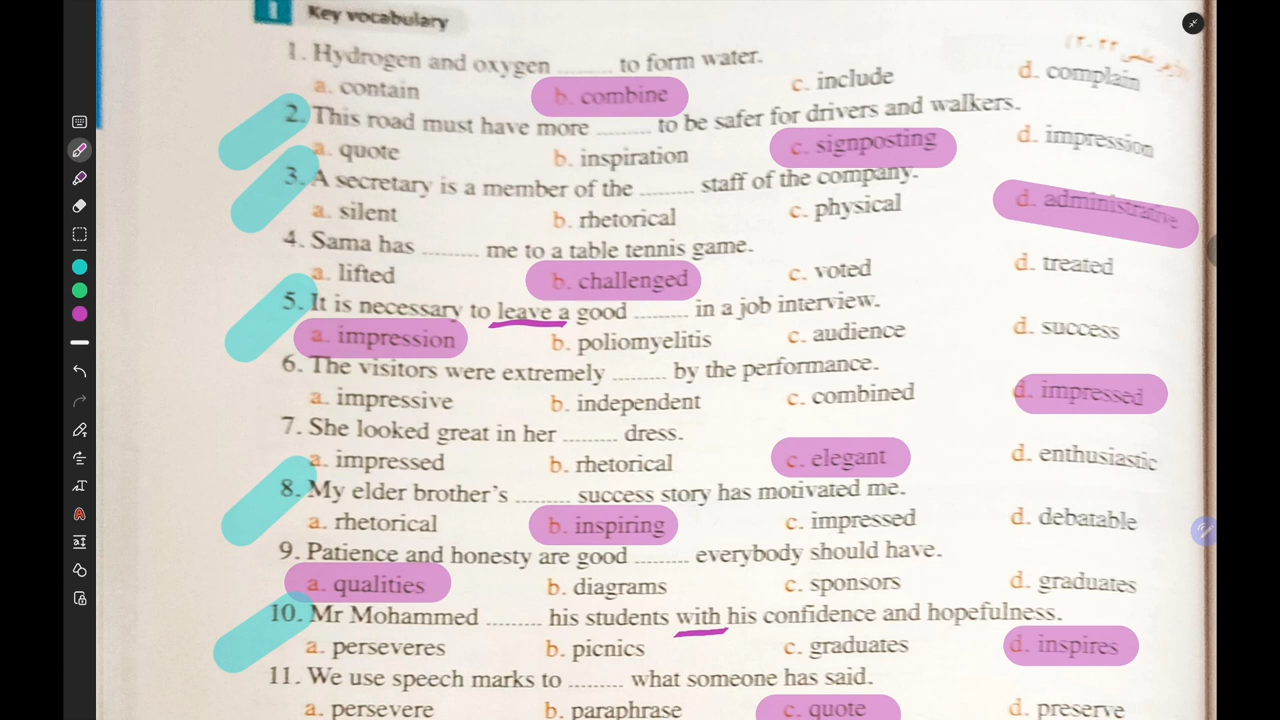 1 Key vocabulary
1. Hydrogen and oxygen ......... to form water.
a. contain b. combine c. include d. complain
2. This road must have more ......... to be safer for drivers and walkers.
a. quote b. inspiration c. signposting d. impression
3. A secretary is a member of the ......... staff of the company.
a. silent b. rhetorical c. physical d. administrative
4. Sama has ......... me to a table tennis game.
a. lifted b. challenged c. voted d. treated
5. It is necessary to leave a good ......... in a job interview.
a. impression b. poliomyelitis c. audience d. success
6. The visitors were extremely ......... by the performance.
a. impressive b. independent c. combined d. impressed
7. She looked great in her ......... dress.
a. impressed b. rhetorical c. elegant d. enthusiastic
8. My elder brother's ......... success story has motivated me.
a. rhetorical b. inspiring c. impressed d. debatable
9. Patience and honesty are good ......... everybody should have.
a. qualities b. diagrams c. sponsors d. graduates
10. Mr Mohammed ......... his students with his confidence and hopefulness.
a. perseveres b. picnics c. graduates d. inspires
11. We use speech marks to ......... what someone has said.
a. persevere b. paraphrase c. quote d. preserve